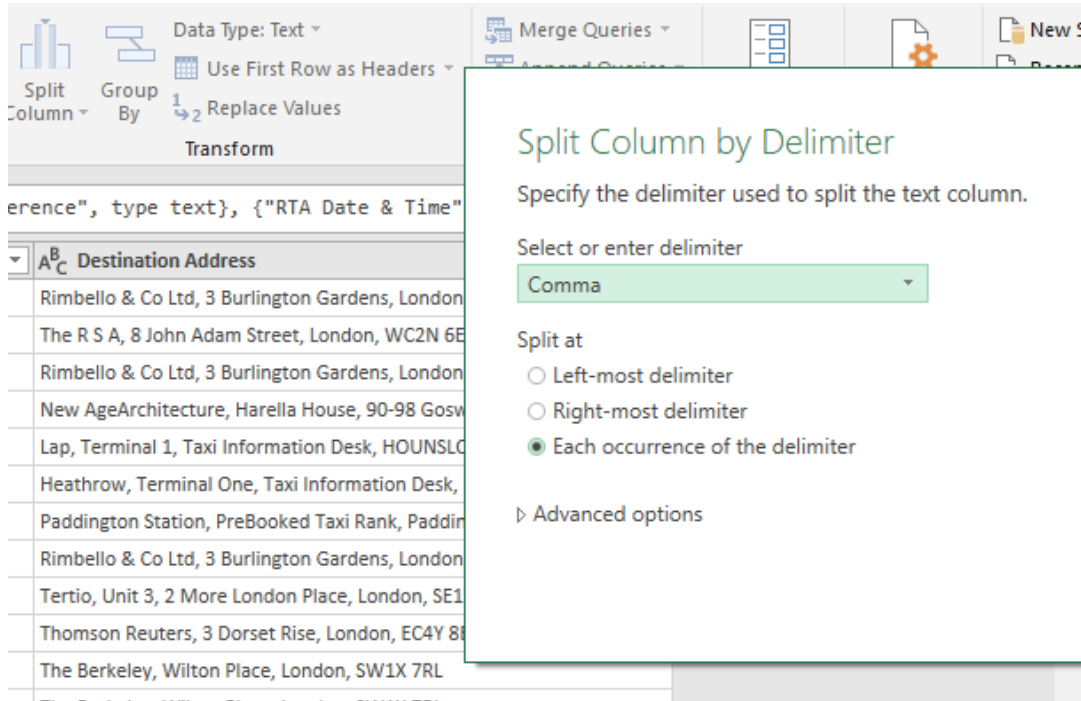 Data Type: Text
Merge Queries
New S
Use First Row as Headers
Append Queries
Split Column
Group By
Replace Values
Transform
Split Column by Delimiter
Specify the delimiter used to split the text column.
erence", type text}, {"RTA Date & Time"
Select or enter delimiter
Comma
Split at
Left-most delimiter
Right-most delimiter
Each occurrence of the delimiter
Advanced options
ABC Destination Address
Rimbello & Co Ltd, 3 Burlington Gardens, London
The R S A, 8 John Adam Street, London, WC2N 6E
Rimbello & Co Ltd, 3 Burlington Gardens, London
New AgeArchitecture, Harella House, 90-98 Gosw
Lap, Terminal 1, Taxi Information Desk, HOUNSLO
Heathrow, Terminal One, Taxi Information Desk,
Paddington Station, PreBooked Taxi Rank, Paddin
Rimbello & Co Ltd, 3 Burlington Gardens, London
Tertio, Unit 3, 2 More London Place, London, SE1
Thomson Reuters, 3 Dorset Rise, London, EC4Y 8E
The Berkeley, Wilton Place, London, SW1X 7RL